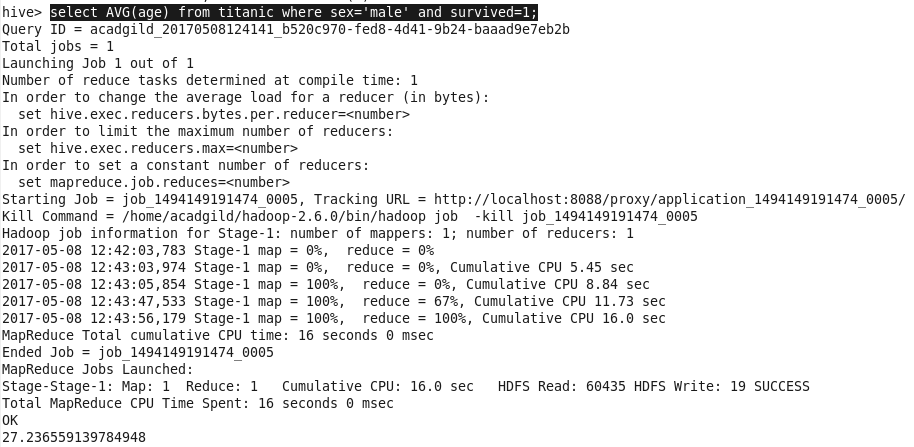 hive> select AVG(age) from titanic where sex='male' and survived=1;
Query ID = acadgild_20170508124141_b520c970-fed8-4d41-9b24-baaad9e7eb2b
Total jobs = 1
Launching Job 1 out of 1
Number of reduce tasks determined at compile time: 1
In order to change the average load for a reducer (in bytes):
  set hive.exec.reducers.bytes.per.reducer=<number>
In order to limit the maximum number of reducers:
  set hive.exec.reducers.max=<number>
In order to set a constant number of reducers:
  set mapreduce.job.reduces=<number>
Starting Job = job_1494149191474_0005, Tracking URL = http://localhost:8088/proxy/application_1494149191474_0005/
Kill Command = /home/acadgild/hadoop-2.6.0/bin/hadoop job  -kill job_1494149191474_0005
Hadoop job information for Stage-1: number of mappers: 1; number of reducers: 1
2017-05-08 12:42:03,783 Stage-1 map = 0%,  reduce = 0%
2017-05-08 12:43:03,974 Stage-1 map = 0%,  reduce = 0%, Cumulative CPU 5.45 sec
2017-05-08 12:43:05,854 Stage-1 map = 100%,  reduce = 0%, Cumulative CPU 8.84 sec
2017-05-08 12:43:47,533 Stage-1 map = 100%,  reduce = 67%, Cumulative CPU 11.73 sec
2017-05-08 12:43:56,179 Stage-1 map = 100%,  reduce = 100%, Cumulative CPU 16.0 sec
MapReduce Total cumulative CPU time: 16 seconds 0 msec
Ended Job = job_1494149191474_0005
MapReduce Jobs Launched:
Stage-Stage-1: Map: 1  Reduce: 1   Cumulative CPU: 16.0 sec   HDFS Read: 60435 HDFS Write: 19 SUCCESS
Total MapReduce CPU Time Spent: 16 seconds 0 msec
OK
27.236559139784948